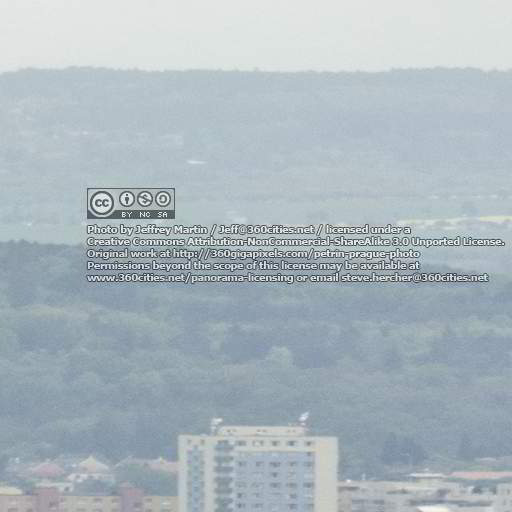 cc
BY NC SA
Photo by Jeffrey Martin / Jeff@360cities.net / licensed under a
Creative Commons Attribution-NonCommercial-ShareAlike 3.0 Unported License.
Original work at http://360gigapixels.com/petrin-prague-photo
Permissions beyond the scope of this license may be available at
www.360cities.net/panorama-licensing or email steve.hercher@360cities.net